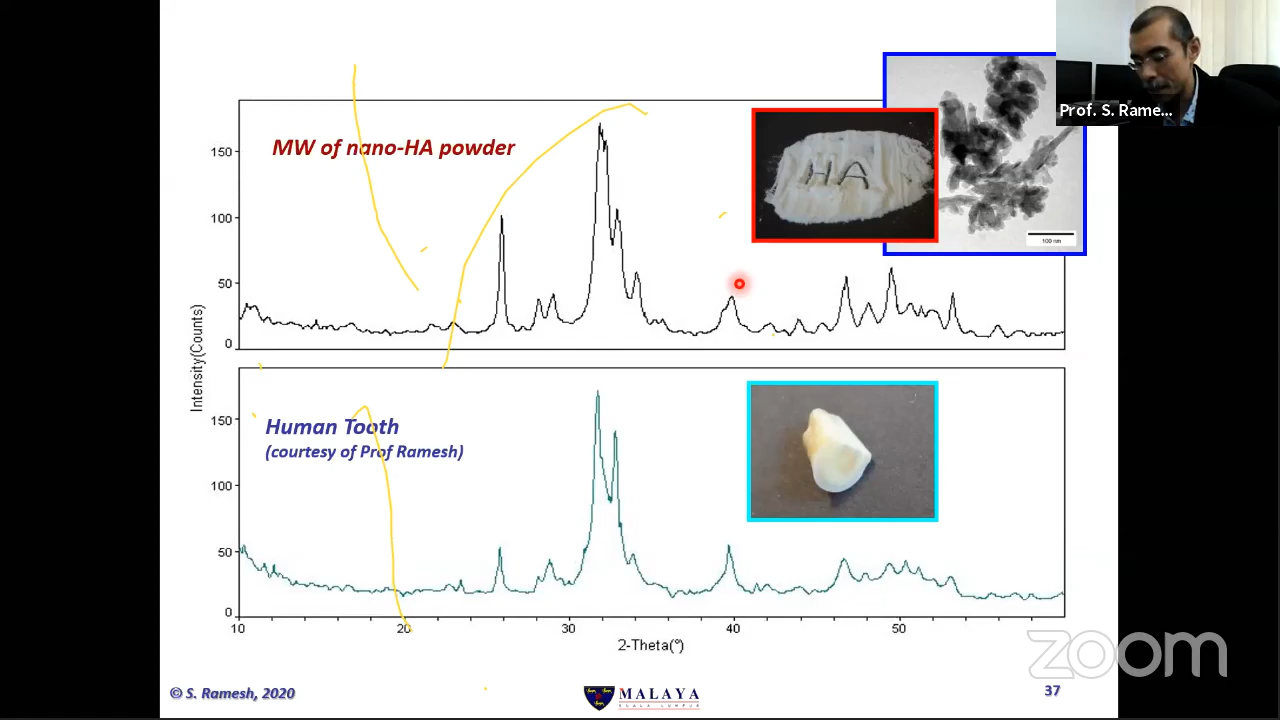 Prof. S. Rame...
MW of nano-HA powder
HA
100 nm
150
100
50
0
Intensity(Counts)
Human Tooth
(courtesy of Prof Ramesh)
150
100
50
0
10
20
30
40
50
2-Theta(°)
zoom
© S. Ramesh, 2020
MALAYA
KUALA LUMPUR
37